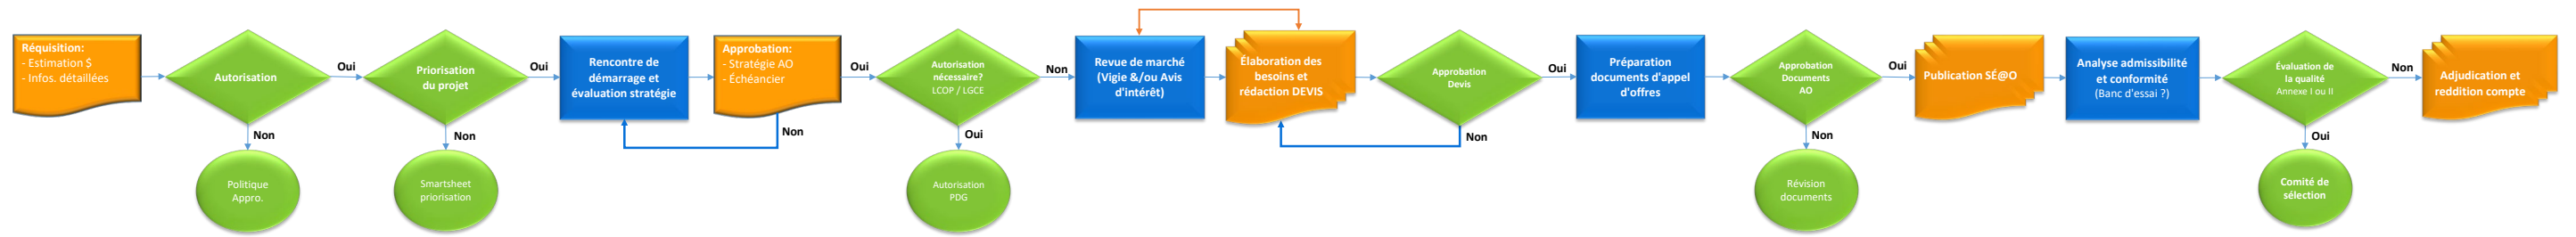 Réquisition:
- Estimation $
- Infos. détaillées
Autorisation
Oui
Non
Politique
Appro.
Priorisation
du projet
Oui
Non
Smartsheet
priorisation
Rencontre de
démarrage et
évaluation stratégie
Approbation:
- Stratégie AO
- Échéancier
Oui
Non
Autorisation
nécessaire?
LCOP / LGCE
Non
Oui
Autorisation
PDG
Revue de marché
(Vigie &/ou Avis
d'intérêt)
Élaboration des
besoins et
rédaction DEVIS
Approbation
Devis
Oui
Non
Préparation
documents d'appel
d'offres
Approbation
Documents
AO
Oui
Non
Révision
documents
Publication SÉ@O
Analyse admissibilité
et conformité
(Banc d'essai ?)
Évaluation de
la qualité
Annexe I ou II
Non
Oui
Comité de
sélection
Adjudication et
reddition compte